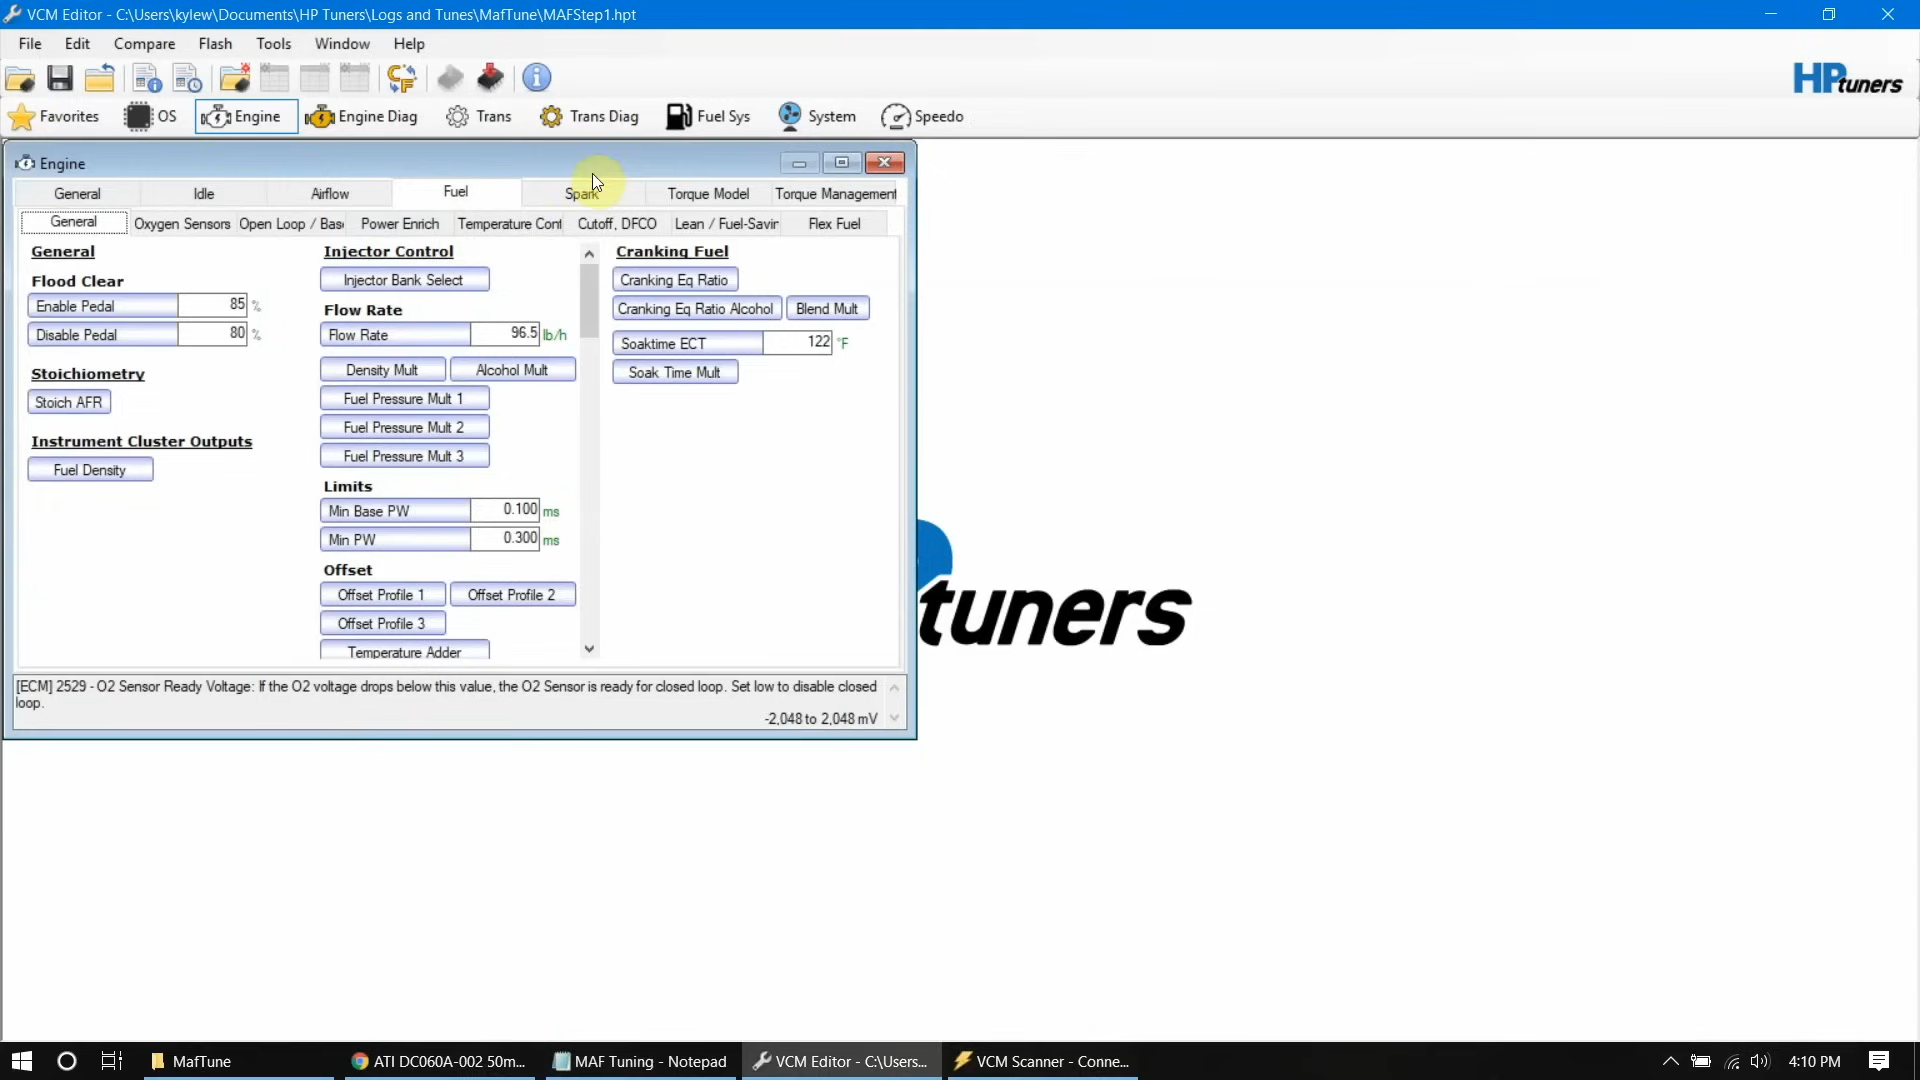 VCM Editor - C:\Users\kylew\Documents\HP Tuners\Logs and Tunes\MafTune\MAFStep1.hpt
File Edit Compare Flash Tools Window Help
HPtuners
Favorites OS Engine Engine Diag Trans Trans Diag Fuel Sys System Speedo
Engine
General Idle Airflow Fuel Spark Torque Model Torque Management
General Oxygen Sensors Open Loop / Bas Power Enrich Temperature Cont Cutoff, DFCO Lean / Fuel-Savin Flex Fuel
General
Flood Clear
Enable Pedal 85 %
Disable Pedal 80 %
Stoichiometry
Stoich AFR
Instrument Cluster Outputs
Fuel Density
Injector Control
Injector Bank Select
Flow Rate
Flow Rate 96.5 lb/h
Density Mult Alcohol Mult
Fuel Pressure Mult 1
Fuel Pressure Mult 2
Fuel Pressure Mult 3
Limits
Min Base PW 0.100 ms
Min PW 0.300 ms
Offset
Offset Profile 1 Offset Profile 2
Offset Profile 3
Temperature Adder
Cranking Fuel
Cranking Eq Ratio
Cranking Eq Ratio Alcohol Blend Mult
Soaktime ECT 122 °F
Soak Time Mult
[ECM] 2529 - O2 Sensor Ready Voltage: If the O2 voltage drops below this value, the O2 Sensor is ready for closed loop. Set low to disable closed
loop.
-2,048 to 2,048 mV
tuners
MafTune ATI DC060A-002 50m... MAF Tuning - Notepad VCM Editor - C:\Users... VCM Scanner - Conne... 4:10 PM